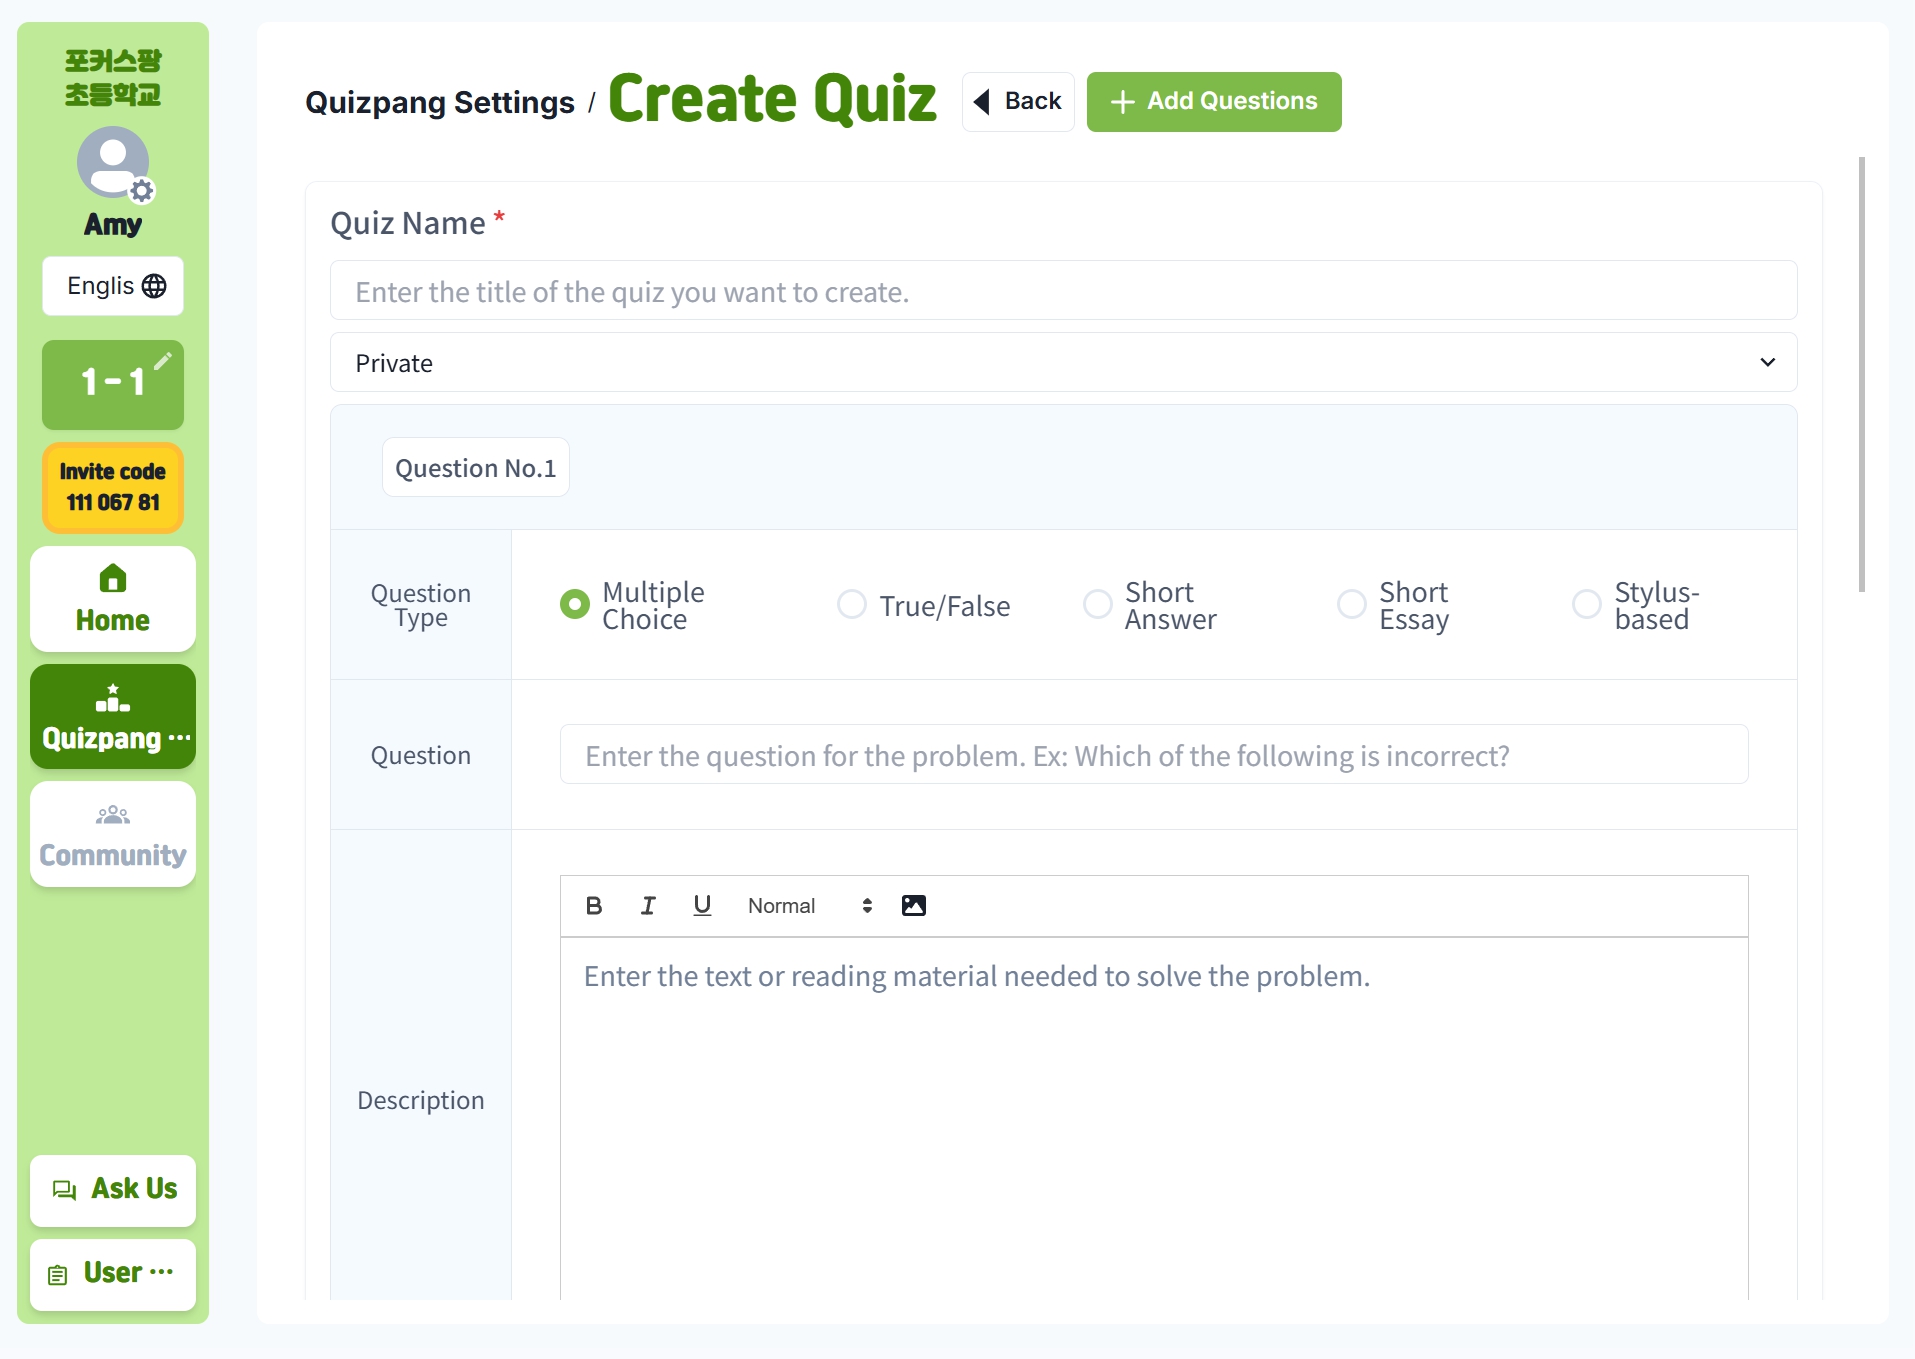 포커스팡
초등학교
Amy
Englis
1 - 1
Invite code
111 067 81
Home
Quizpang ···
Community
Ask Us
User ···
Quizpang Settings / Create Quiz
Back
+ Add Questions
Quiz Name *
Enter the title of the quiz you want to create.
Private
Question No.1
Question
Type
Multiple
Choice
True/False
Short
Answer
Short
Essay
Stylus-
based
Question
Enter the question for the problem. Ex: Which of the following is incorrect?
Description
B I U Normal
Enter the text or reading material needed to solve the problem.